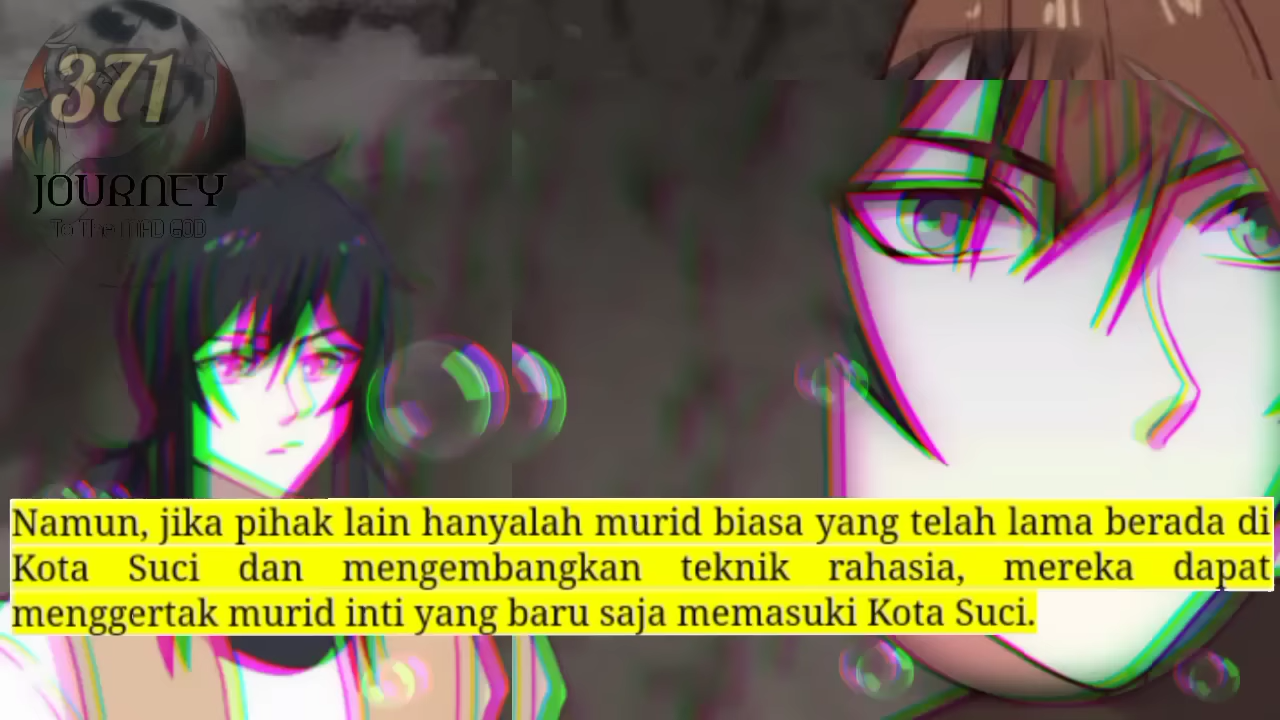 371
JOURNEY
To The MAD GOD
Namun, jika pihak lain hanyalah murid biasa yang telah lama berada di
Kota Suci dan mengembangkan teknik rahasia, mereka dapat
menggertak murid inti yang baru saja memasuki Kota Suci.